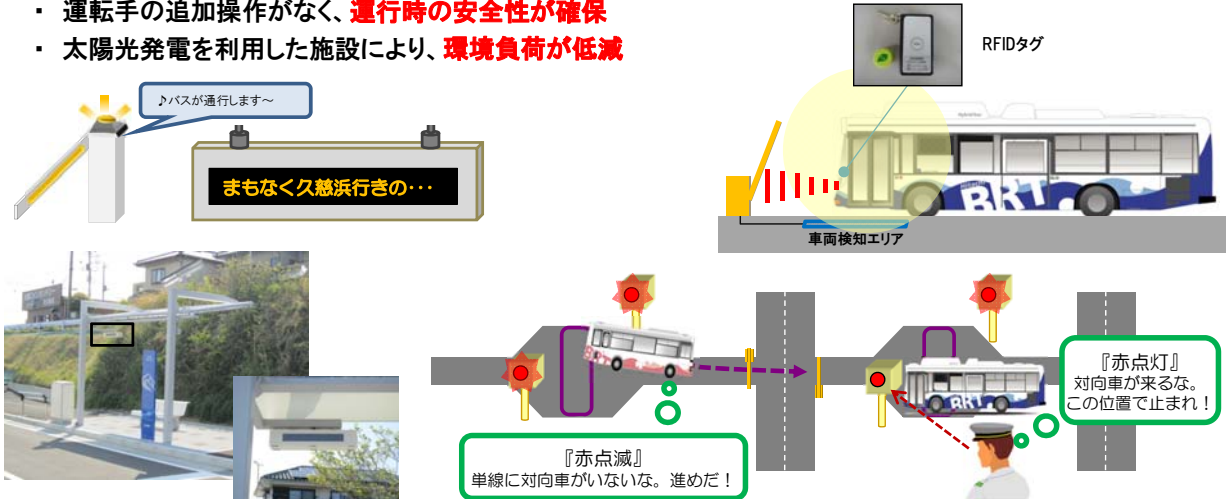 ・ 運転手の追加操作がなく、運行時の安全性が確保
・ 太陽光発電を利用した施設により、環境負荷が低減
RFIDタグ
♪バスが通行します～
まもなく久慈浜行きの・・・
BRT
車両検知エリア
BRT
BRT
『赤点灯』
対向車が来るな。
この位置で止まれ！
『赤点滅』
単線に対向車がいないな。進めだ！